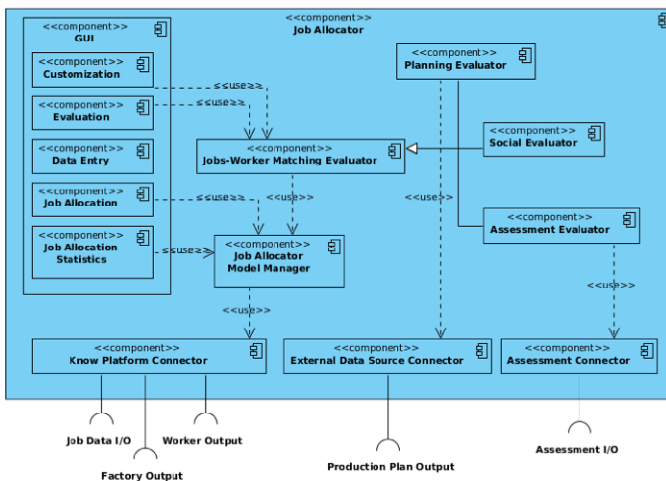 <<component>>
Job Allocator
<<component>>
GUI
<<component>>
Customization
<<component>>
Evaluation
<<component>>
Data Entry
<<component>>
Job Allocation
<<component>>
Job Allocation
Statistics
<<use>>
<<use>>
<<component>>
Planning Evaluator
<<component>>
Social Evaluator
<<component>>
Jobs-Worker Matching Evaluator
<<use>>
<<use>>
<<use>>
<<component>>
Assessment Evaluator
<<use>>
<<component>>
Job Allocator
Model Manager
<<use>>
<<use>>
<<component>>
Know Platform Connector
<<component>>
External Data Source Connector
<<component>>
Assessment Connector
Job Data I/O
Worker Output
Factory Output
Production Plan Output
Assessment I/O